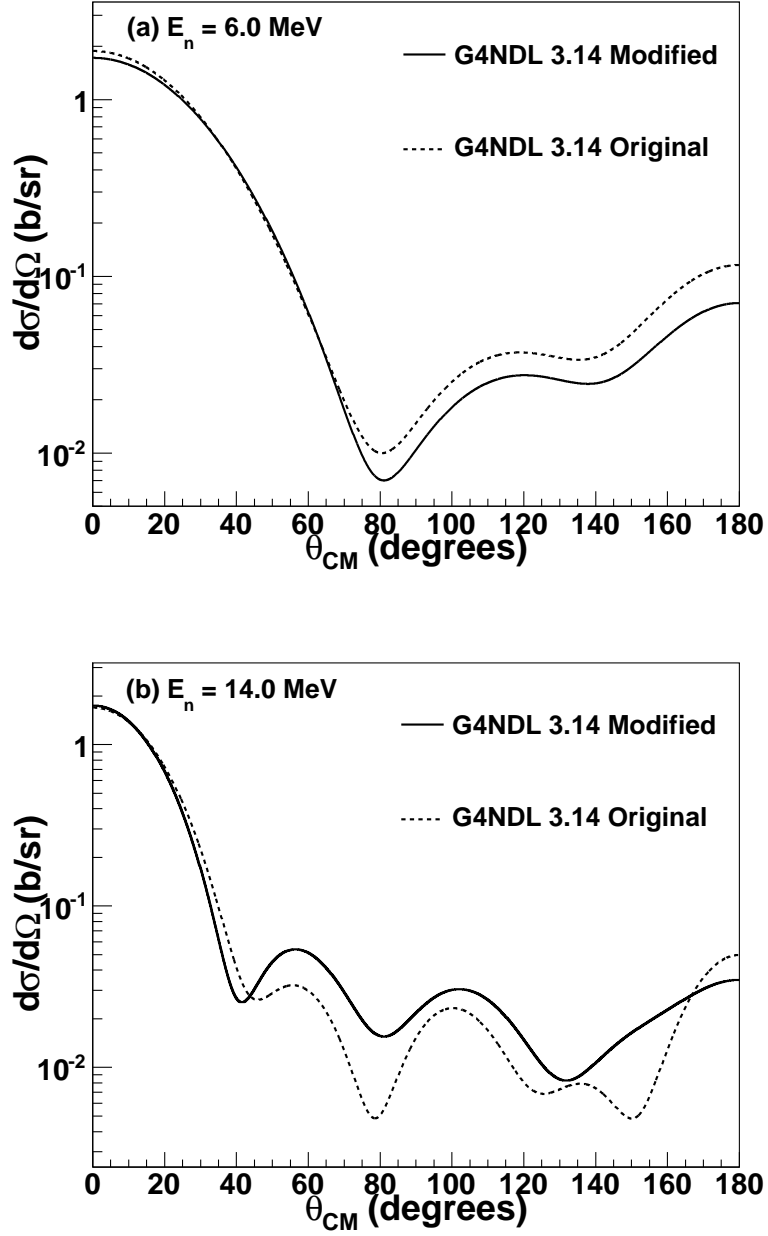 (a) E_n = 6.0 MeV
G4NDL 3.14 Modified
G4NDL 3.14 Original
dσ/dΩ (b/sr)
1
10^-1
10^-2
0 20 40 60 80 100 120 140 160 180
θ_CM (degrees)
(b) E_n = 14.0 MeV
G4NDL 3.14 Modified
G4NDL 3.14 Original
dσ/dΩ (b/sr)
1
10^-1
10^-2
0 20 40 60 80 100 120 140 160 180
θ_CM (degrees)